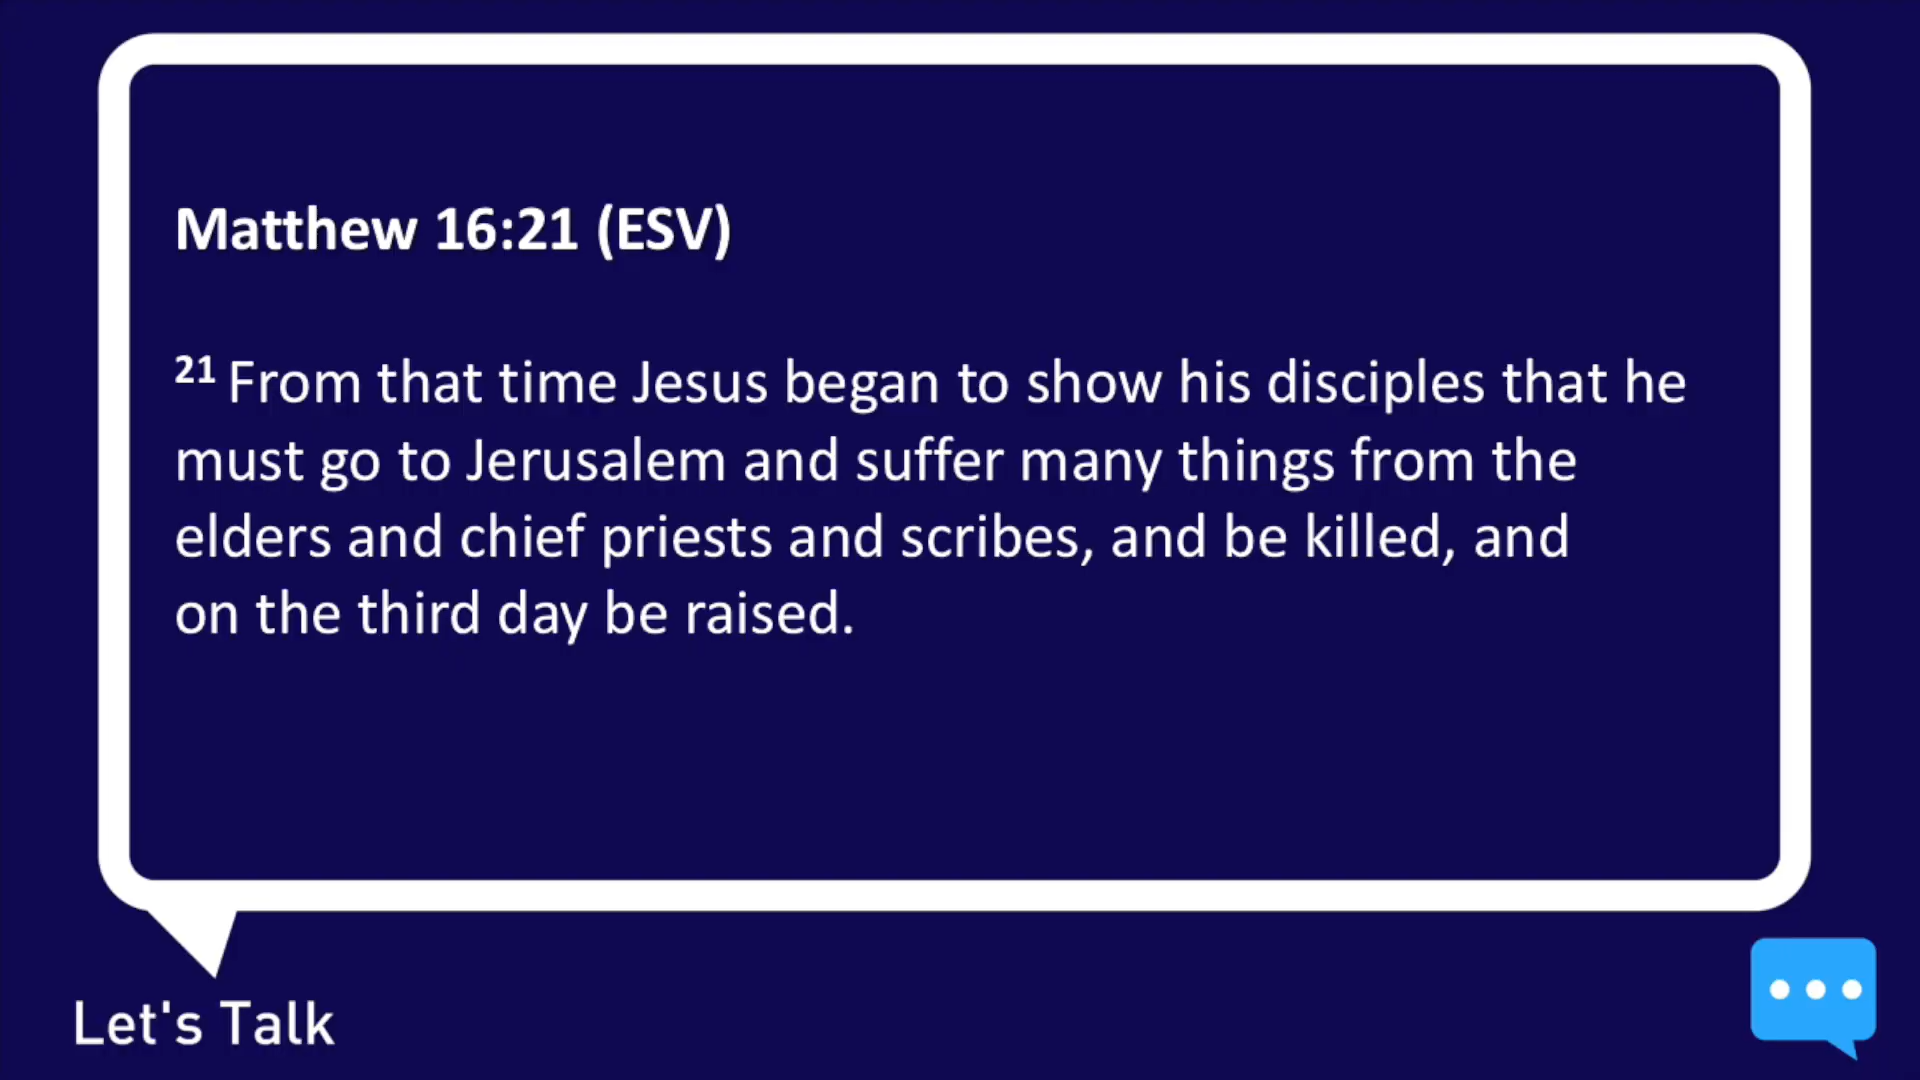 Matthew 16:21 (ESV)
21 From that time Jesus began to show his disciples that he
must go to Jerusalem and suffer many things from the
elders and chief priests and scribes, and be killed, and
on the third day be raised.
Let's Talk